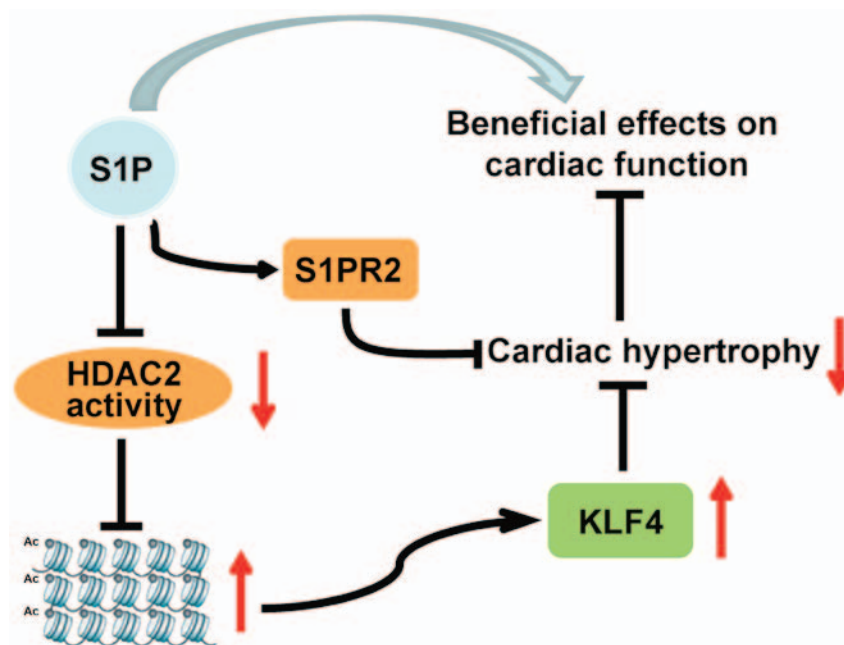 Beneficial effects on
cardiac function
S1P
S1PR2
Cardiac hypertrophy
HDAC2
activity
KLF4
Ac
Ac
Ac